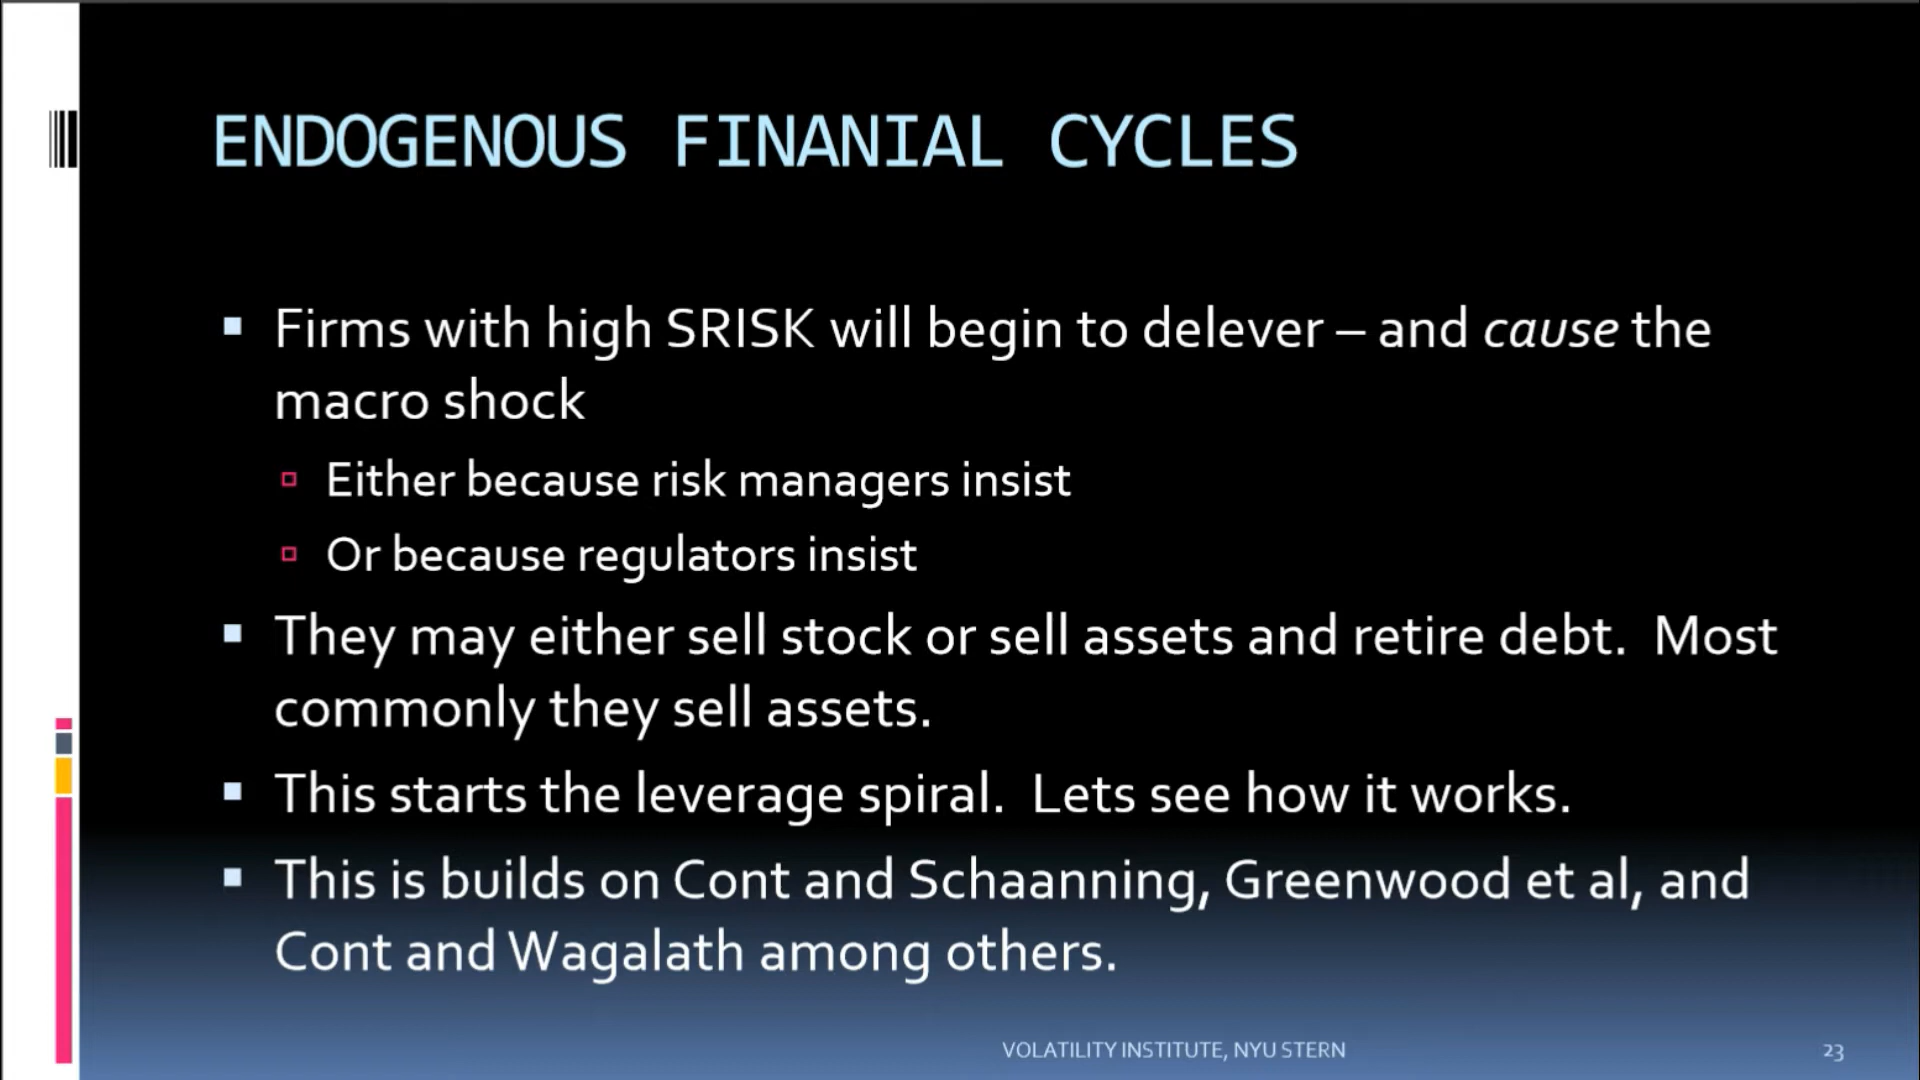 ENDOGENOUS FINANIAL CYCLES
Firms with high SRISK will begin to delever – and cause the
macro shock
Either because risk managers insist
Or because regulators insist
They may either sell stock or sell assets and retire debt.  Most
commonly they sell assets.
This starts the leverage spiral.  Lets see how it works.
This is builds on Cont and Schaanning, Greenwood et al, and
Cont and Wagalath among others.
VOLATILITY INSTITUTE, NYU STERN
23